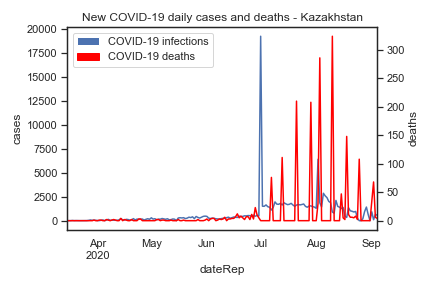 New COVID-19 daily cases and deaths - Kazakhstan
COVID-19 infections
COVID-19 deaths
20000
17500
15000
12500
10000
7500
5000
2500
0
cases
300
250
200
150
100
50
0
deaths
Apr
2020
May
Jun
Jul
Aug
Sep
dateRep